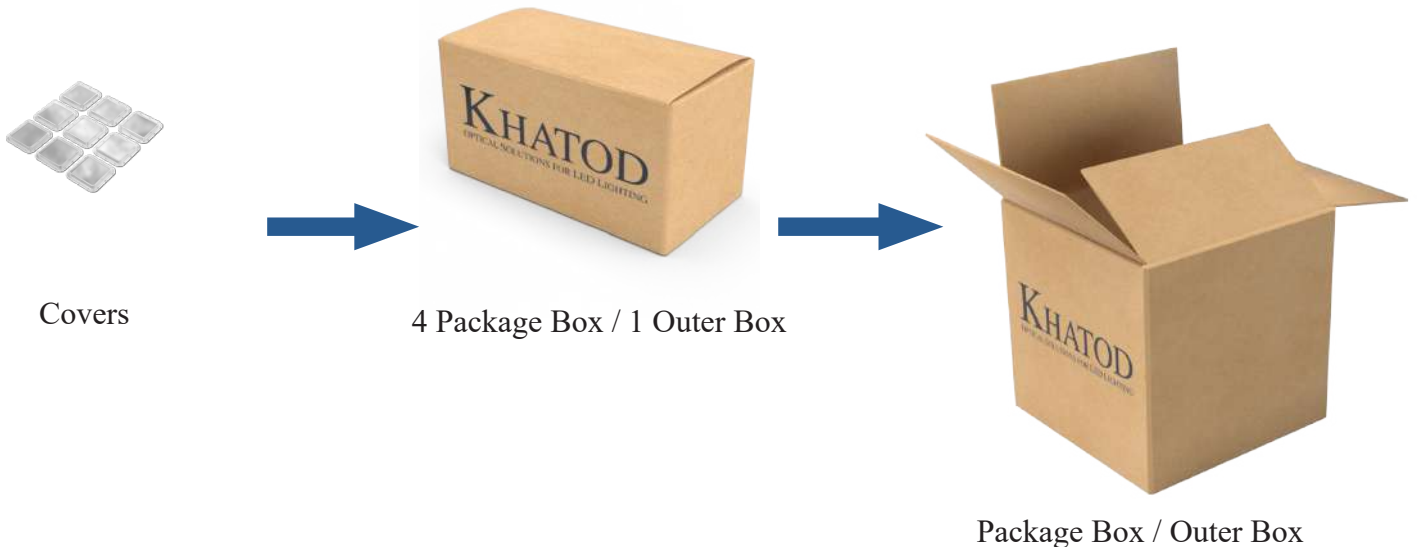 KHATOD
OPTICAL SOLUTIONS FOR LED LIGHTING
KHATOD
OPTICAL SOLUTIONS FOR LED LIGHTING
Covers
4 Package Box / 1 Outer Box
Package Box / Outer Box